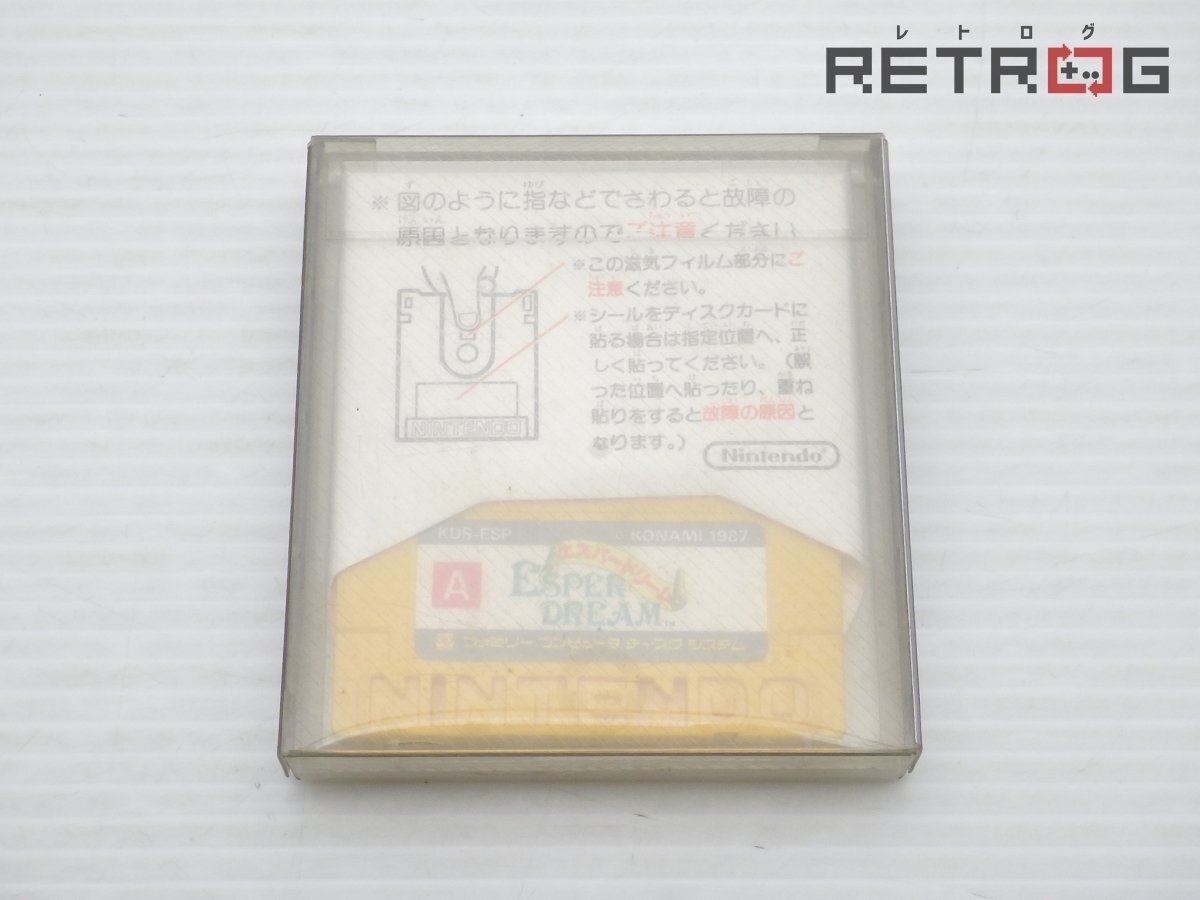 レトログ
RETROG
※図のように指などでさわると故障の
原因となりますのでご注意ください
※この滋気フィルム部分にご
注意ください。
※シールをディスクカードに
貼る場合は指定位置へ、正
しく貼ってください。(誤
った位置へ貼ったり、重ね
貼りをすると故障の原因と
なります。)
NINTENDO
Nintendo
KDS-ESP
KONAMI 1987
エスパードリーム
A
ESPER
DREAM™
ファミリー コンピュータ ディスク システム
NINTENDO